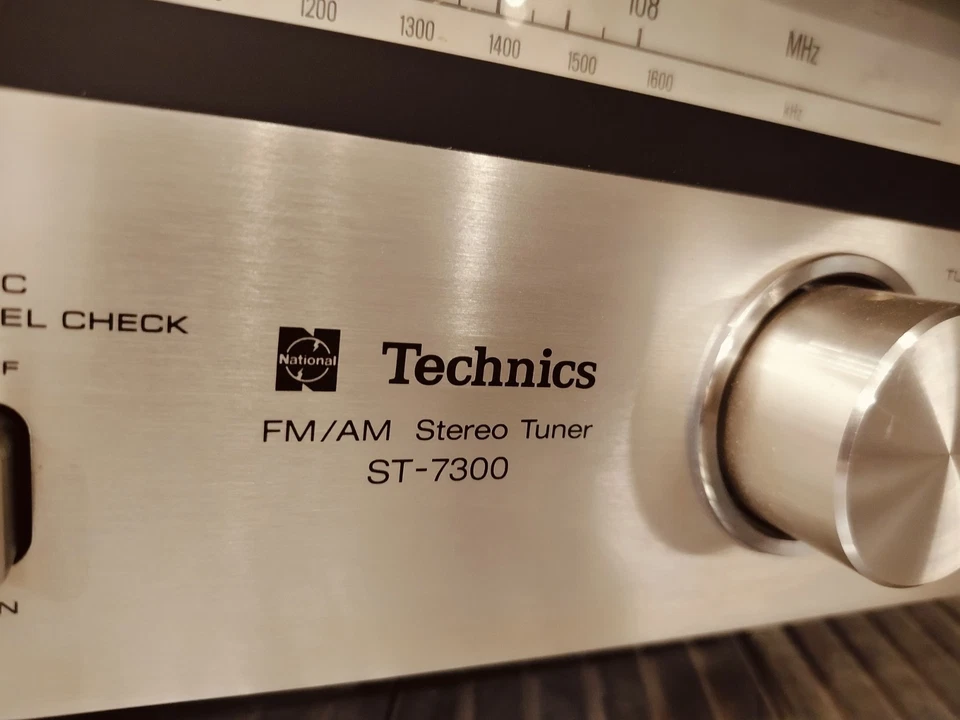 108 MHz
1200 1300 1400 1500 1600 kHz
C
EL CHECK
F
National Technics
FM/AM Stereo Tuner
ST-7300
N